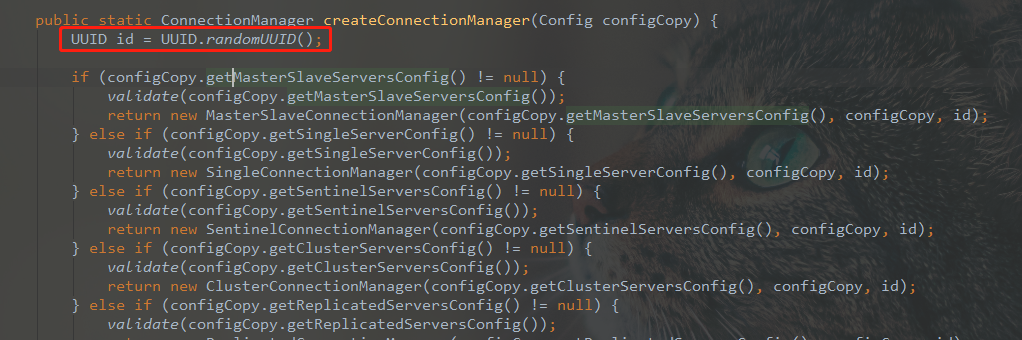 public static ConnectionManager createConnectionManager(Config configCopy) {
UUID id = UUID.randomUUID();
if (configCopy.getMasterSlaveServersConfig() != null) {
validate(configCopy.getMasterSlaveServersConfig());
return new MasterSlaveConnectionManager(configCopy.getMasterSlaveServersConfig(), configCopy, id);
} else if (configCopy.getSingleServerConfig() != null) {
validate(configCopy.getSingleServerConfig());
return new SingleConnectionManager(configCopy.getSingleServerConfig(), configCopy, id);
} else if (configCopy.getSentinelServersConfig() != null) {
validate(configCopy.getSentinelServersConfig());
return new SentinelConnectionManager(configCopy.getSentinelServersConfig(), configCopy, id);
} else if (configCopy.getClusterServersConfig() != null) {
validate(configCopy.getClusterServersConfig());
return new ClusterConnectionManager(configCopy.getClusterServersConfig(), configCopy, id);
} else if (configCopy.getReplicatedServersConfig() != null) {
validate(configCopy.getReplicatedServersConfig());